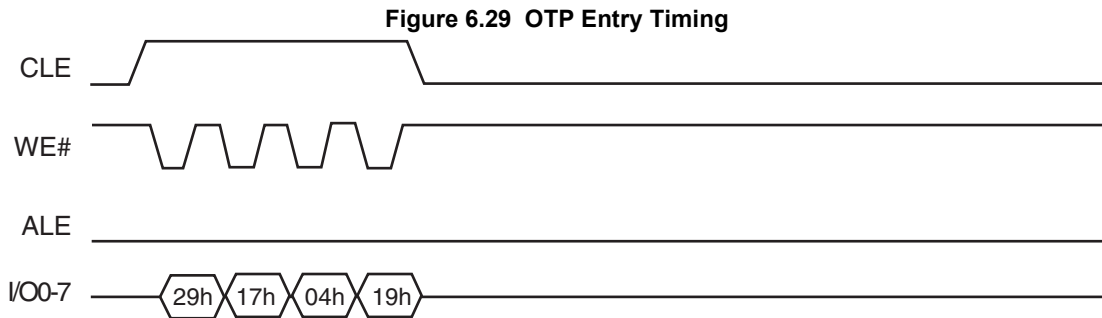 Figure 6.29 OTP Entry Timing
CLE
WE#
ALE
I/O0-7 29h 17h 04h 19h